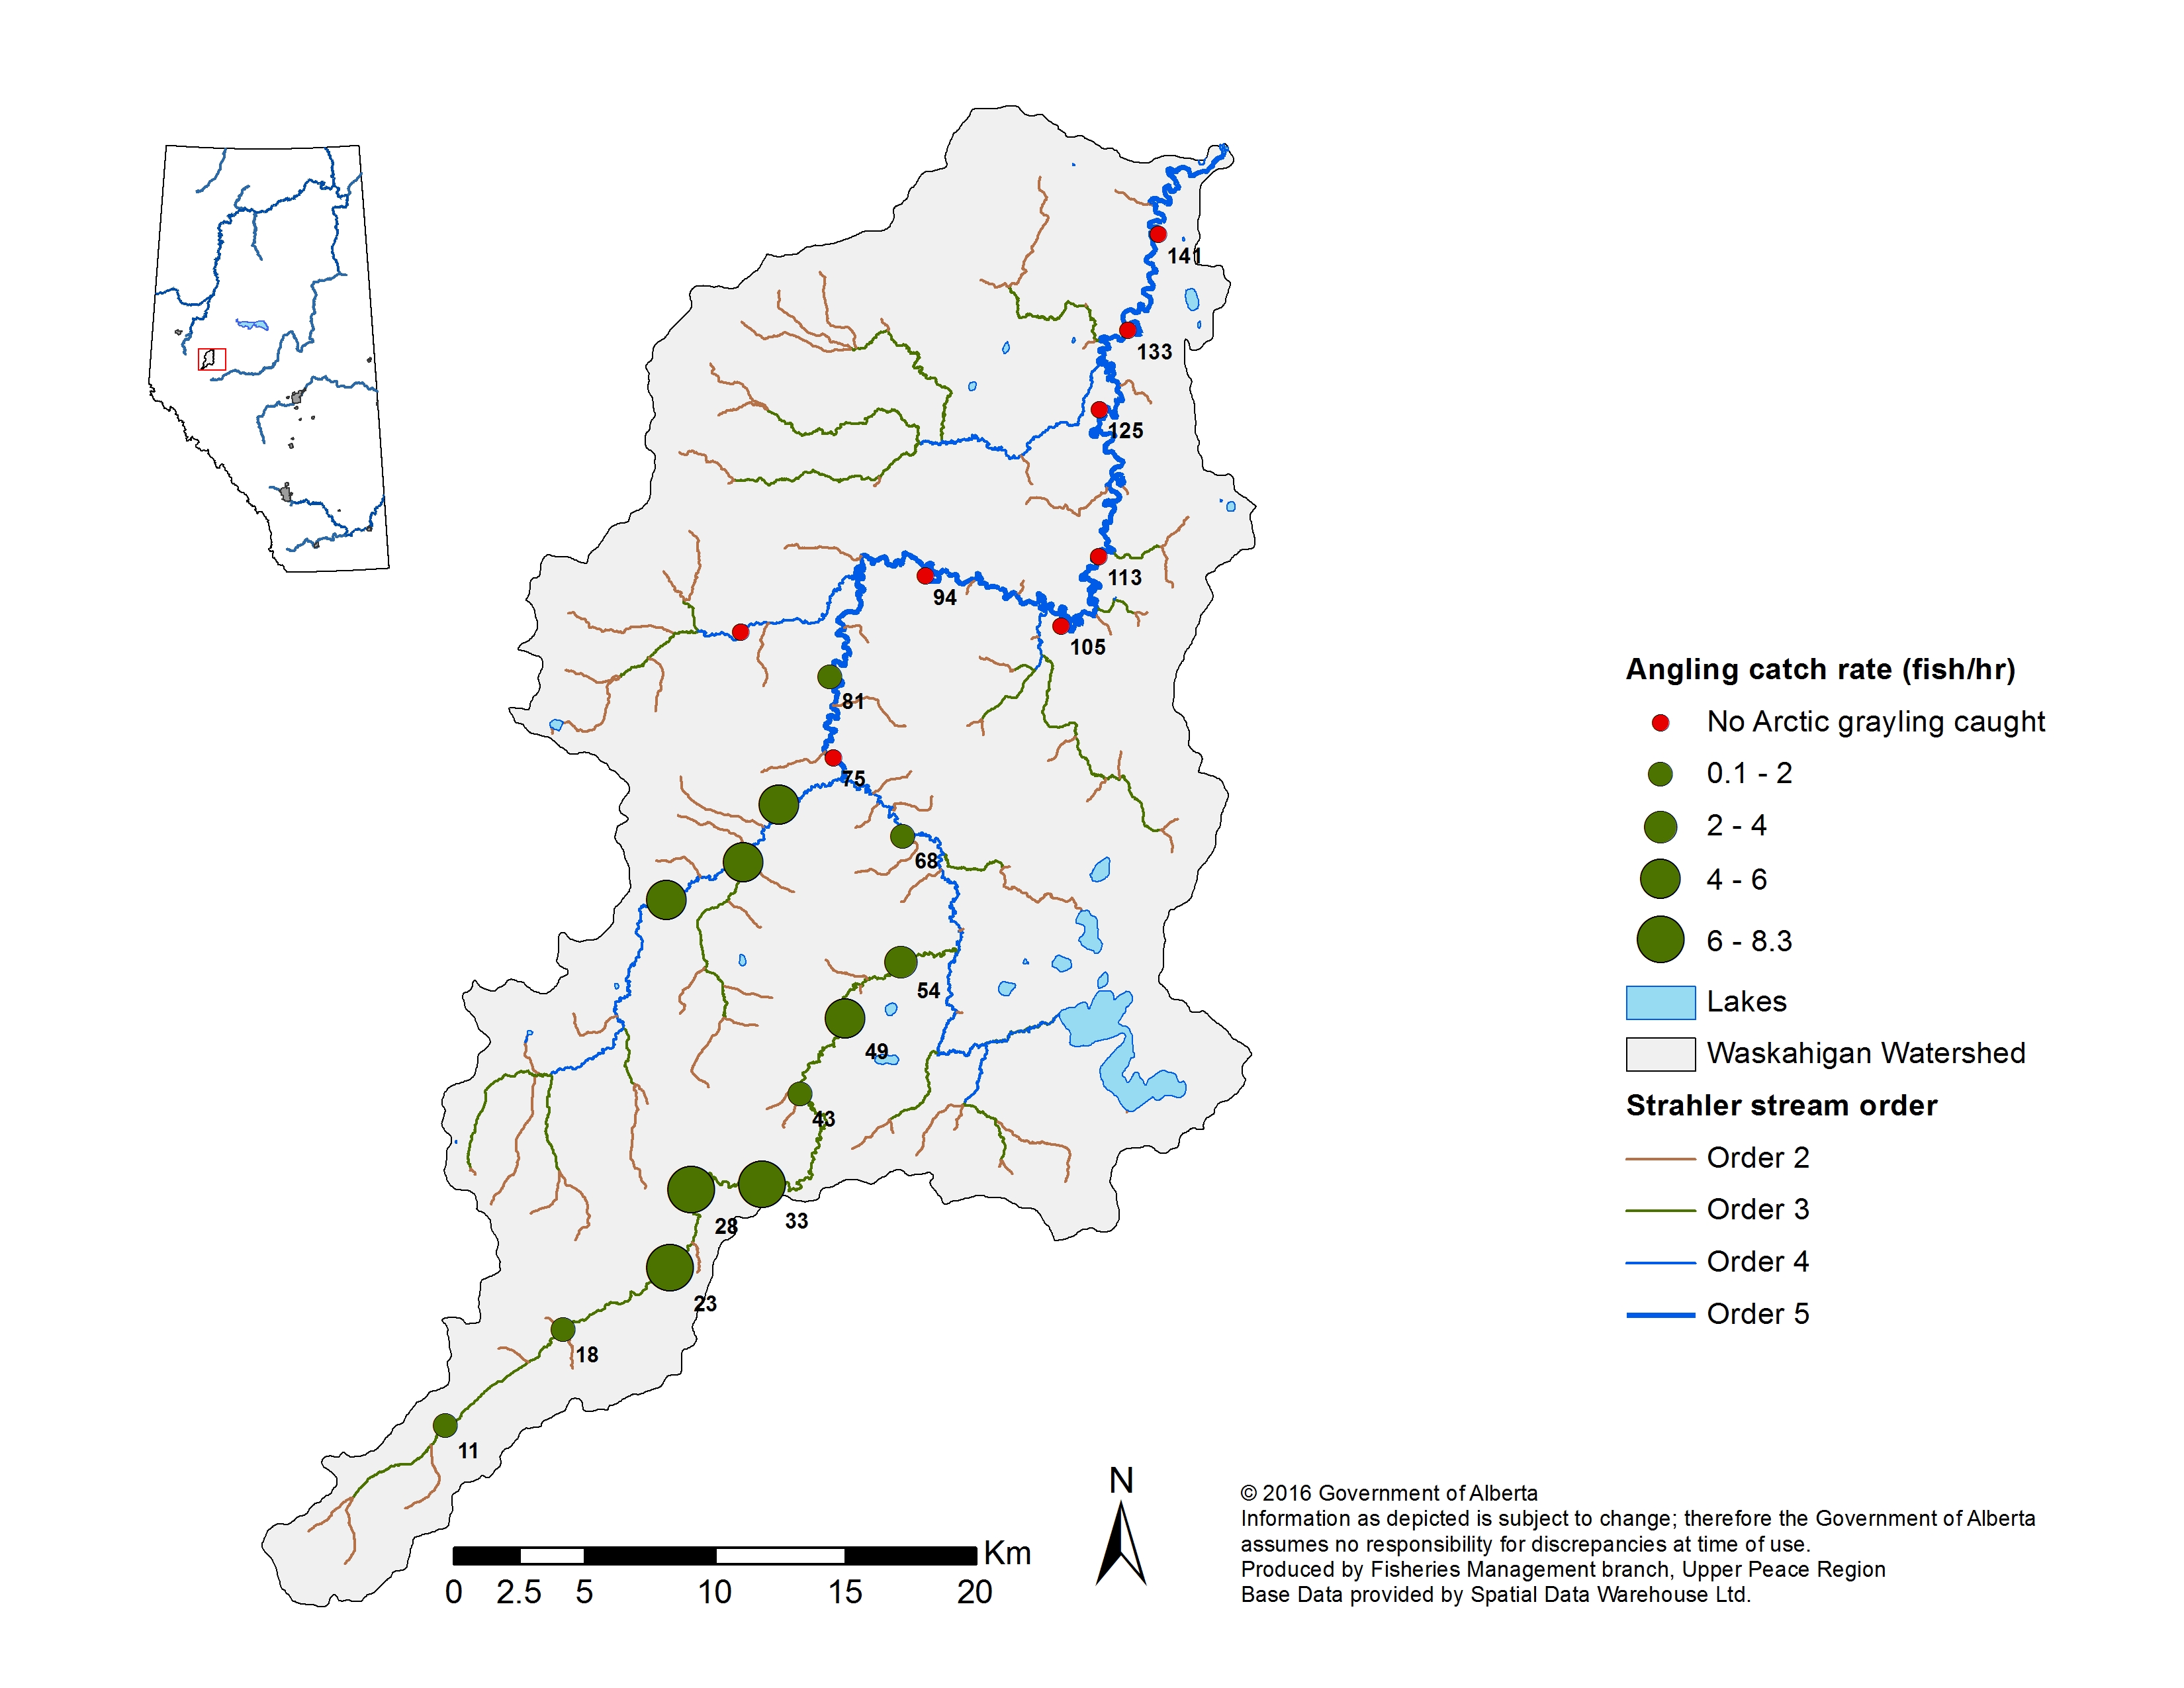 141
133
125
113
94
105
81
75
68
54
49
43
28
33
23
18
11
Angling catch rate (fish/hr)
No Arctic grayling caught
0.1 - 2
2 - 4
4 - 6
6 - 8.3
Lakes
Waskahigan Watershed
Strahler stream order
Order 2
Order 3
Order 4
Order 5
N
Km
0 2.5 5 10 15 20
© 2016 Government of Alberta
Information as depicted is subject to change; therefore the Government of Alberta
assumes no responsibility for discrepancies at time of use.
Produced by Fisheries Management branch, Upper Peace Region
Base Data provided by Spatial Data Warehouse Ltd.